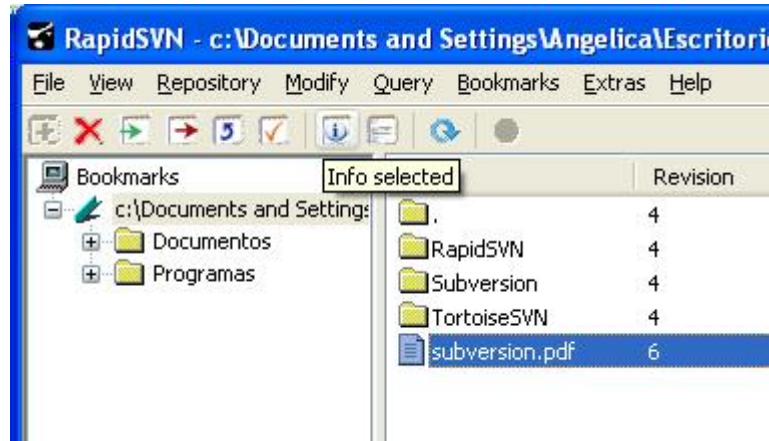 RapidSVN - c:\Documents and Settings\Angelica\Escritorio
File View Repository Modify Query Bookmarks Extras Help
Info selected
Bookmarks
Revision
c:\Documents and Settings
Documentos
Programas
. 4
RapidSVN 4
Subversion 4
TortoiseSVN 4
subversion.pdf 6